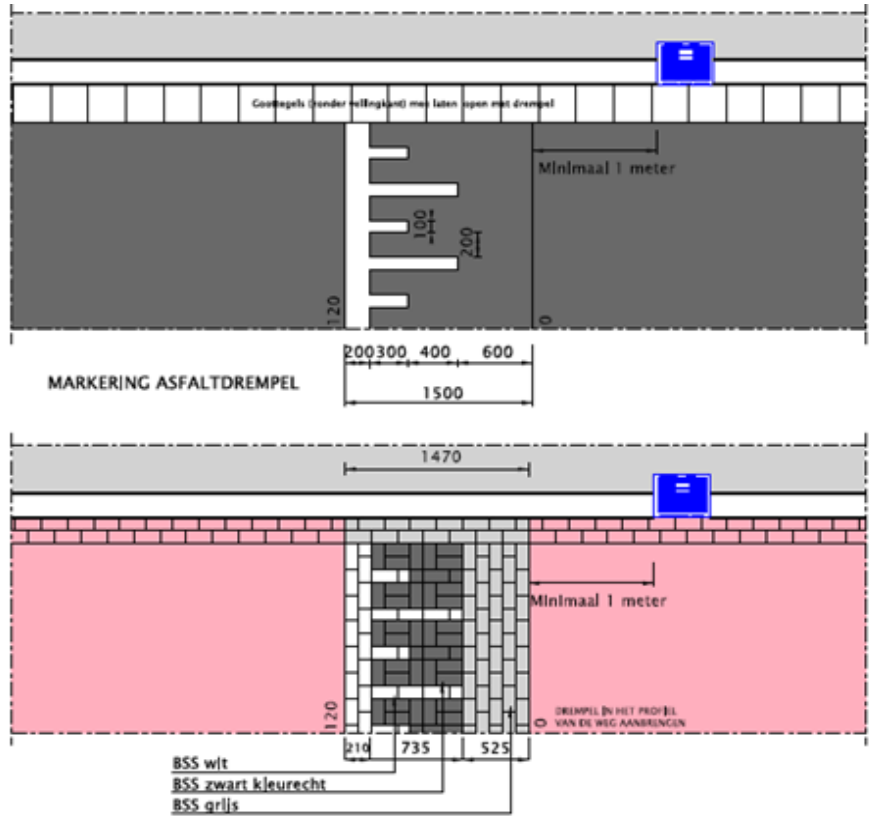 Goottegels (zonder vellingkant) mee laten lopen met drempel
Minimaal 1 meter
100
200
120
0
200 300 400 600
1500
MARKERING ASFALTDREMPEL
1470
Minimaal 1 meter
120
0
DREMPEL IN HET PROFIEL
VAN DE WEG AANBRENGEN
210 735 525
BSS wit
BSS zwart kleurecht
BSS grijs